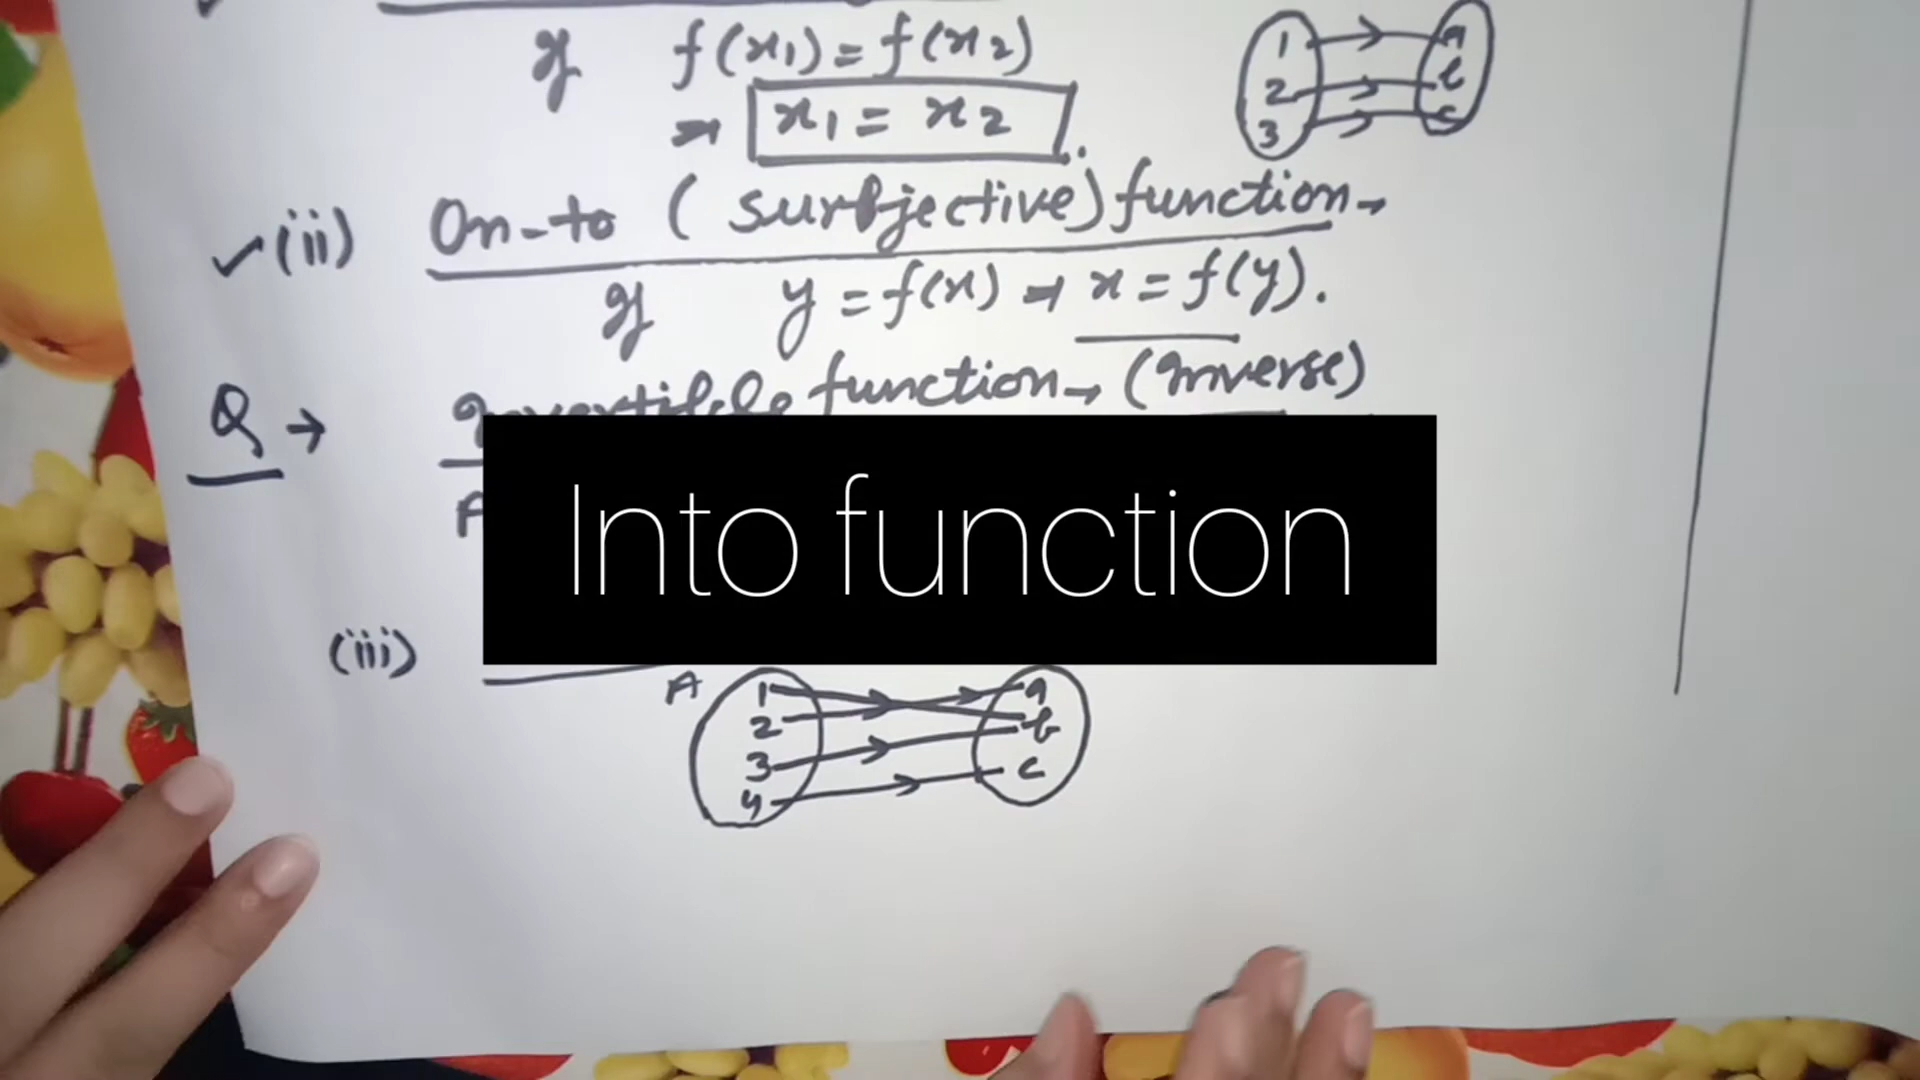 If f(x1) = f(x2)
⇒ x1 = x2 .
1 a
2 b
3 c
(ii) On-to (surbjective) function→
If y = f(x) ⇒ x = f(y).
Q → Invertible function→ (Inverse)
Into function
(iii)
A 1 a
2 b
3 c
4